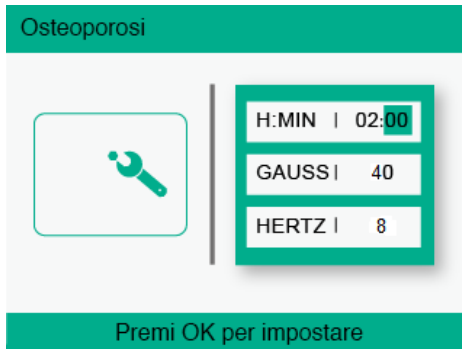 Osteoporosi
H:MIN | 02:00
GAUSS | 40
HERTZ | 8
Premi OK per impostare